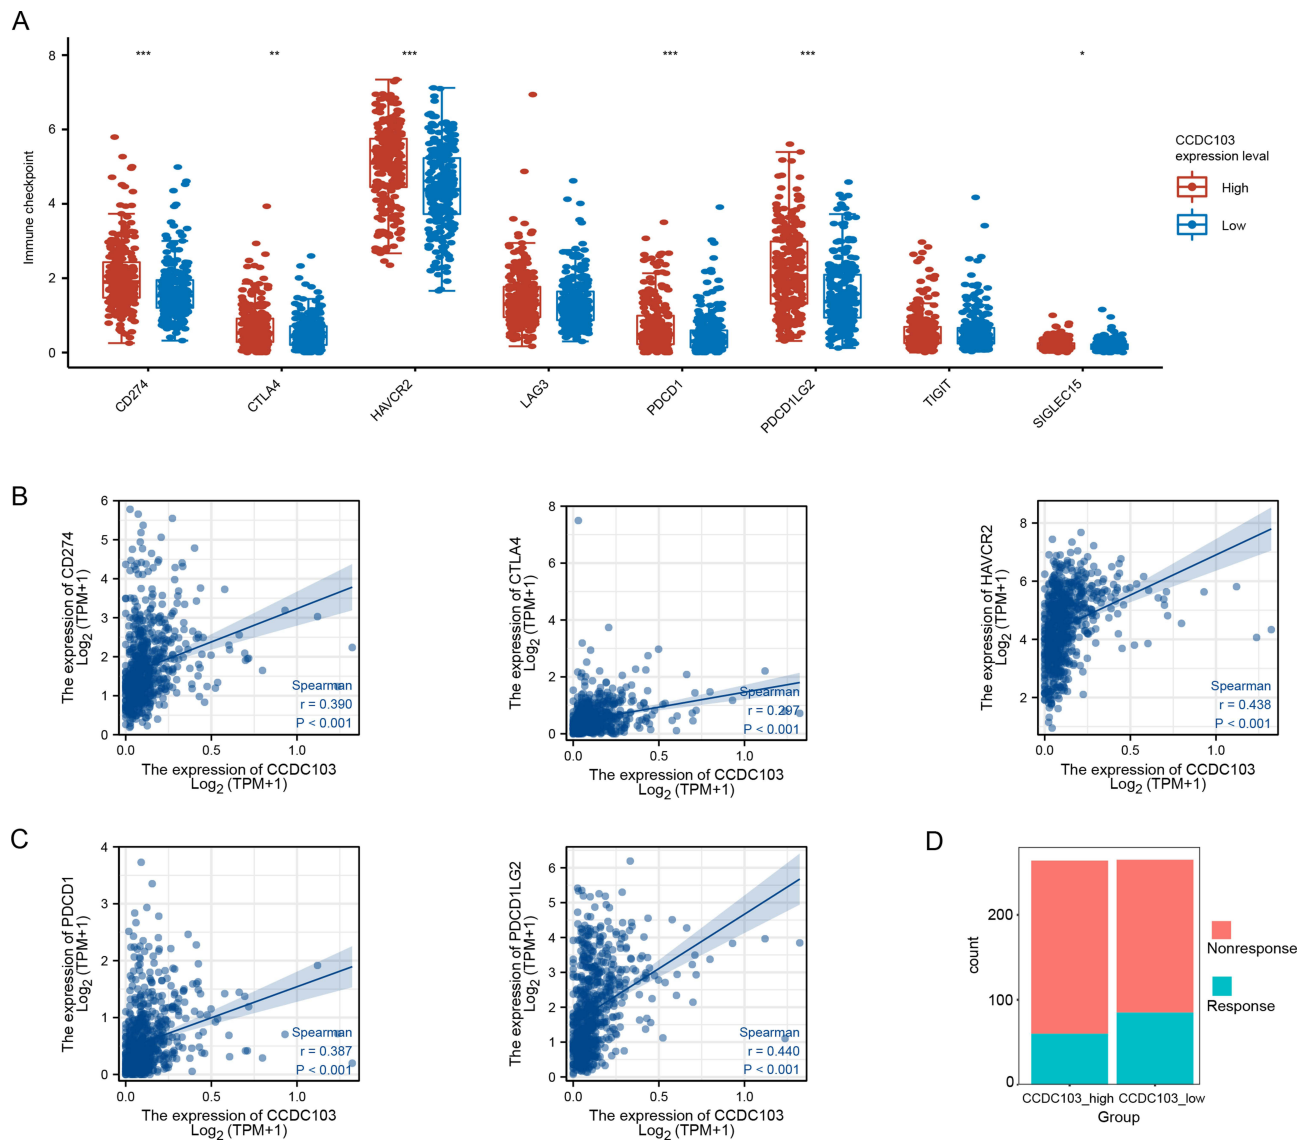 A
***
**
***
***
***
*
8
6
4
2
0
Immune checkpoint
CD274
CTLA4
HAVCR2
LAG3
PDCD1
PDCD1LG2
TIGIT
SIGLEC15
CCDC103
expression leval
High
Low
B
6
5
4
3
2
1
0
The expression of CD274
Log2 (TPM+1)
Spearman
r = 0.390
P < 0.001
0.0
0.5
1.0
The expression of CCDC103
Log2 (TPM+1)
8
6
4
2
0
The expression of CTLA4
Log2 (TPM+1)
Spearman
r = 0.297
P < 0.001
0.0
0.5
1.0
The expression of CCDC103
Log2 (TPM+1)
8
6
4
2
The expression of HAVCR2
Log2 (TPM+1)
Spearman
r = 0.438
P < 0.001
0.0
0.5
1.0
The expression of CCDC103
Log2 (TPM+1)
C
4
3
2
1
0
The expression of PDCD1
Log2 (TPM+1)
Spearman
r = 0.387
P < 0.001
0.0
0.5
1.0
The expression of CCDC103
Log2 (TPM+1)
6
5
4
3
2
1
0
The expression of PDCD1LG2
Log2 (TPM+1)
Spearman
r = 0.440
P < 0.001
0.0
0.5
1.0
The expression of CCDC103
Log2 (TPM+1)
D
200
100
0
count
CCDC103_high
CCDC103_low
Group
Nonresponse
Response